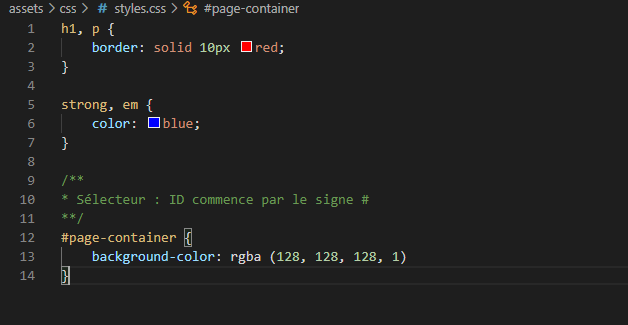 assets > css > # styles.css > #page-container
1 h1, p {
2 border: solid 10px red;
3 }
4
5 strong, em {
6 color: blue;
7 }
8
9 /**
10 * Sélecteur : ID commence par le signe #
11 **/
12 #page-container {
13 background-color: rgba (128, 128, 128, 1)
14 }